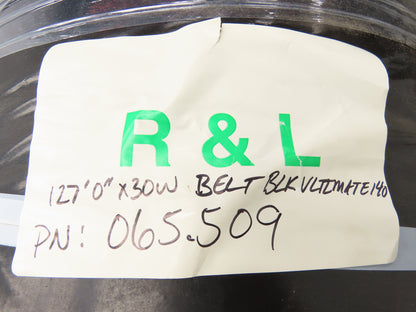 R & L
127'0" X 30W BELT BLK ULTIMATE 140
PN: 065.509